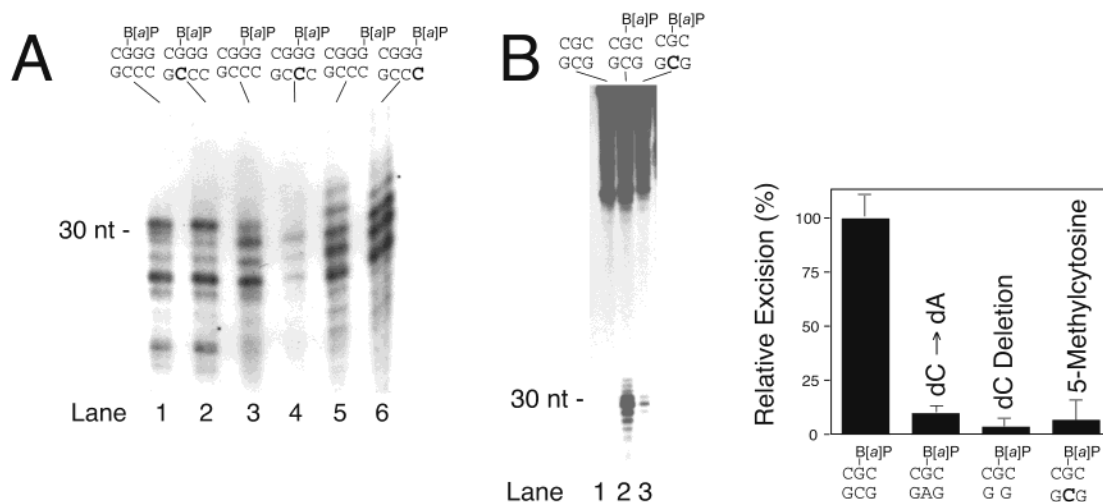 A
B[a]P B[a]P B[a]P B[a]P B[a]P B[a]P
CGGG CGGG CGGG CGGG CGGG CGGG
GCCC GCCC GCCC GCCC GCCC GCCC
30 nt -
Lane 1 2 3 4 5 6
B
B[a]P B[a]P
CGC CGC CGC
GCG GCG GCG
30 nt -
Lane 1 2 3
Relative Excision (%)
100
75
50
25
0
dC → dA
dC Deletion
5-Methylcytosine
B[a]P B[a]P B[a]P B[a]P
CGC CGC CGC CGC
GCG GAG G G GCG